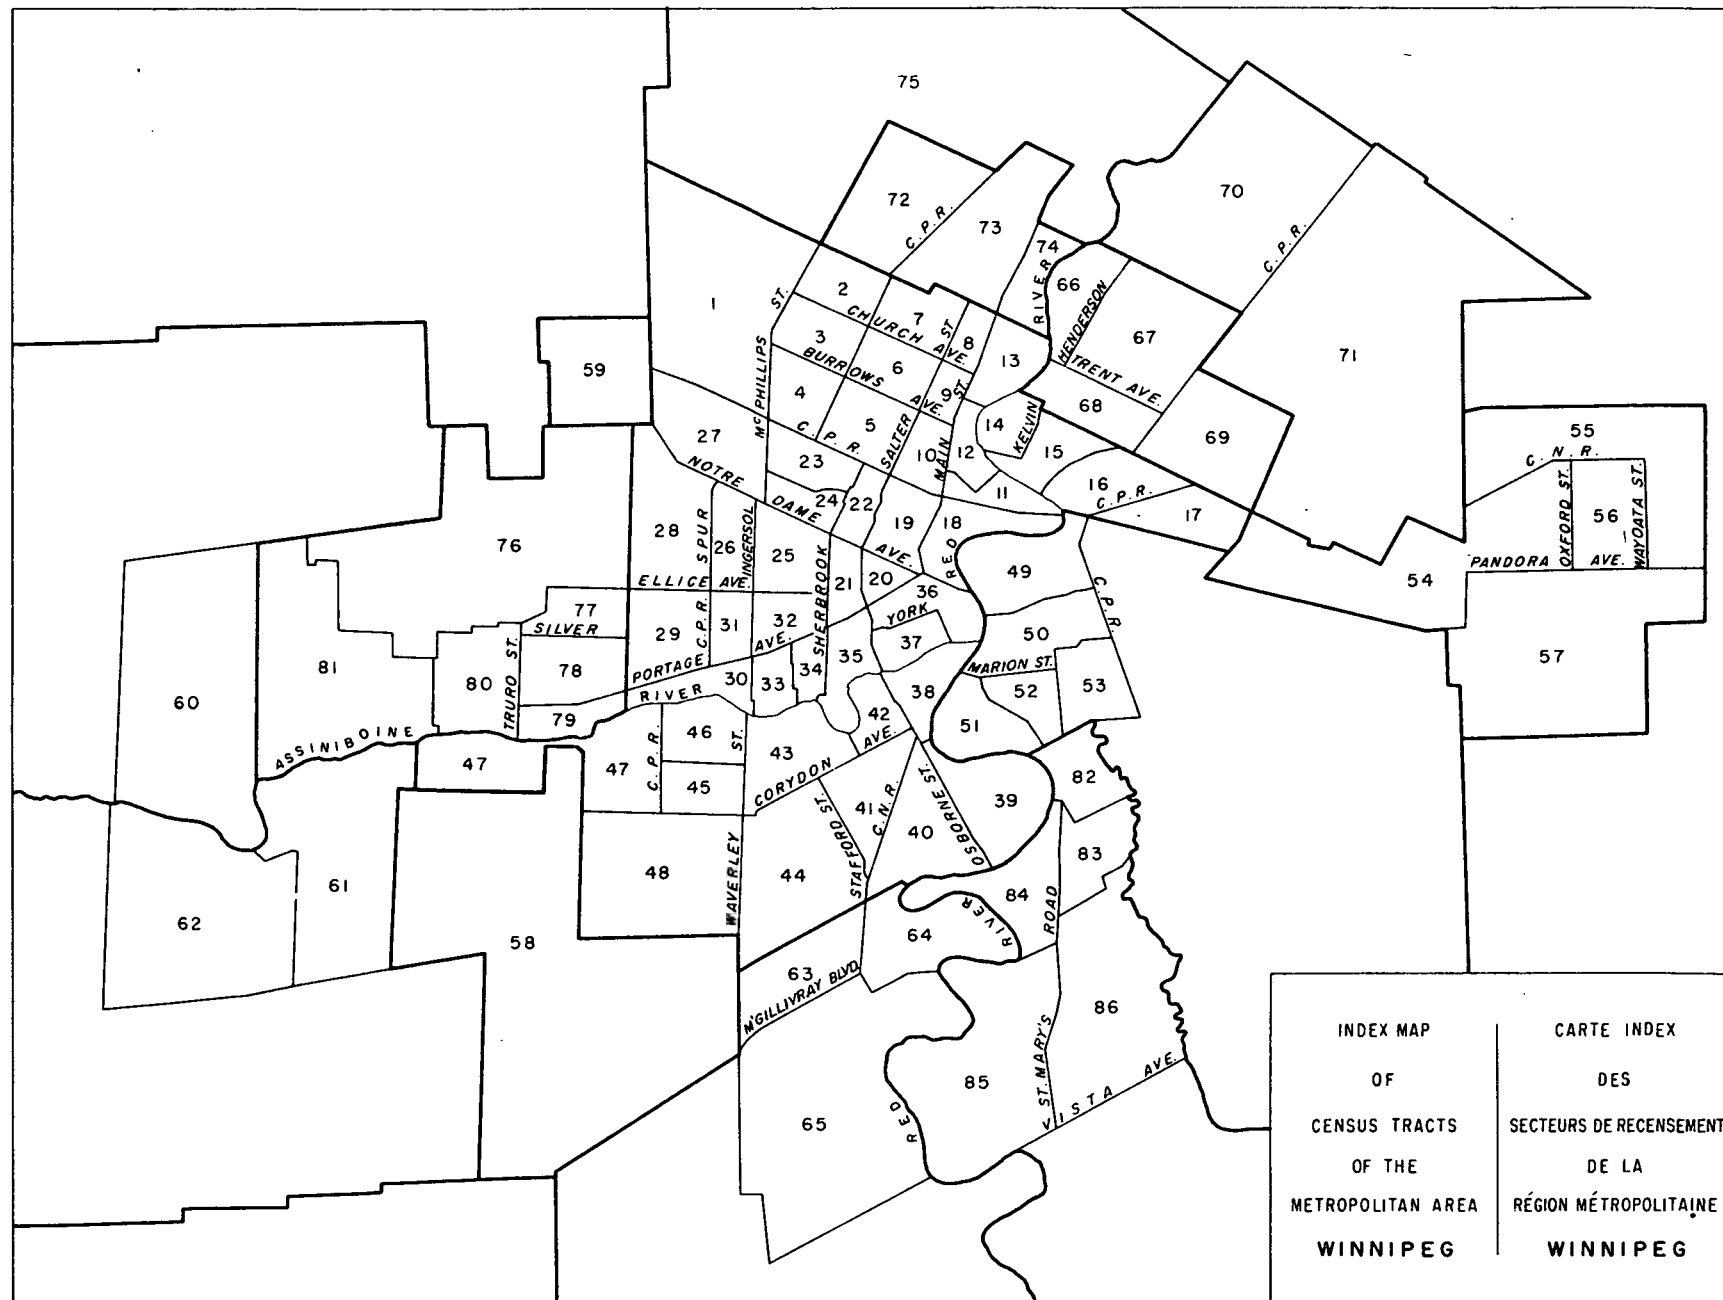 75
72
C. P. R.
73
70
C. P. R.
74
RIVER
66
HENDERSON
67
71
1
ST.
2
7
CHURCH AVE.
ST
8
13
TRENT AVE.
59
McPHILLIPS
3
BURROWS AVE.
6
9
ST.
68
69
4
5
C. P. R.
SALTER
MAIN
14
KELVIN
15
55
C. N. R.
27
NOTRE DAME AVE.
23
10
12
16
C. P. R.
17
11
24
22
19
18
RED
OXFORD ST.
56
WAYOATA ST.
PANDORA AVE.
76
28
C.P.R. SPUR
26
INGERSOL
25
ELLICE AVE.
SHERBROOK
21
20
49
C. P. R.
54
77
SILVER
29
31
32
36
YORK
37
50
57
PORTAGE AVE.
30
33
34
35
MARION ST.
81
80
TRURO ST.
78
79
RIVER
38
52
53
60
ASSINIBOINE
47
47
C. P. R.
46
ST.
43
42
51
45
CORYDON AVE.
82
41
C.N.R.
40
OSBORNE ST.
39
STAFFORD ST.
61
62
48
WAVERLEY
44
83
84
ROAD
RIVER
64
58
63
McGILLIVRAY BLVD.
86
ST. MARY'S
85
VISTA AVE.
65
RED
INDEX MAP
OF
CENSUS TRACTS
OF THE
METROPOLITAN AREA
WINNIPEG
CARTE INDEX
DES
SECTEURS DE RECENSEMENT
DE LA
RÉGION MÉTROPOLITAINE
WINNIPEG